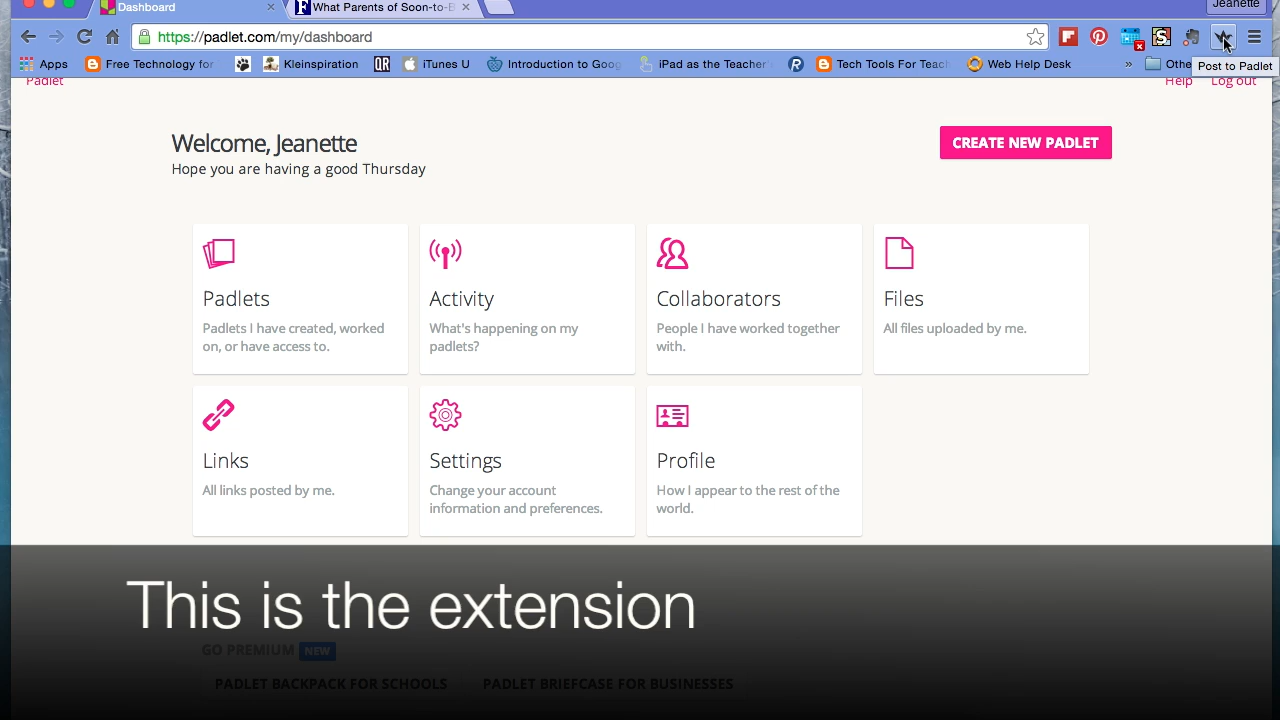 Dashboard
What Parents of Soon-to-B
Jeanette
https://padlet.com/my/dashboard
Apps
Free Technology for
Kleinspiration
QR
iTunes U
Introduction to Goog
iPad as the Teacher'
Tech Tools For Teach
Web Help Desk
»
Othe
Post to Padlet
Padlet
Help
Log out
Welcome, Jeanette
Hope you are having a good Thursday
CREATE NEW PADLET
Padlets
Padlets I have created, worked
on, or have access to.
Activity
What's happening on my
padlets?
Collaborators
People I have worked together
with.
Files
All files uploaded by me.
Links
All links posted by me.
Settings
Change your account
information and preferences.
Profile
How I appear to the rest of the
world.
This is the extension
GO PREMIUM NEW
PADLET BACKPACK FOR SCHOOLS
PADLET BRIEFCASE FOR BUSINESSES